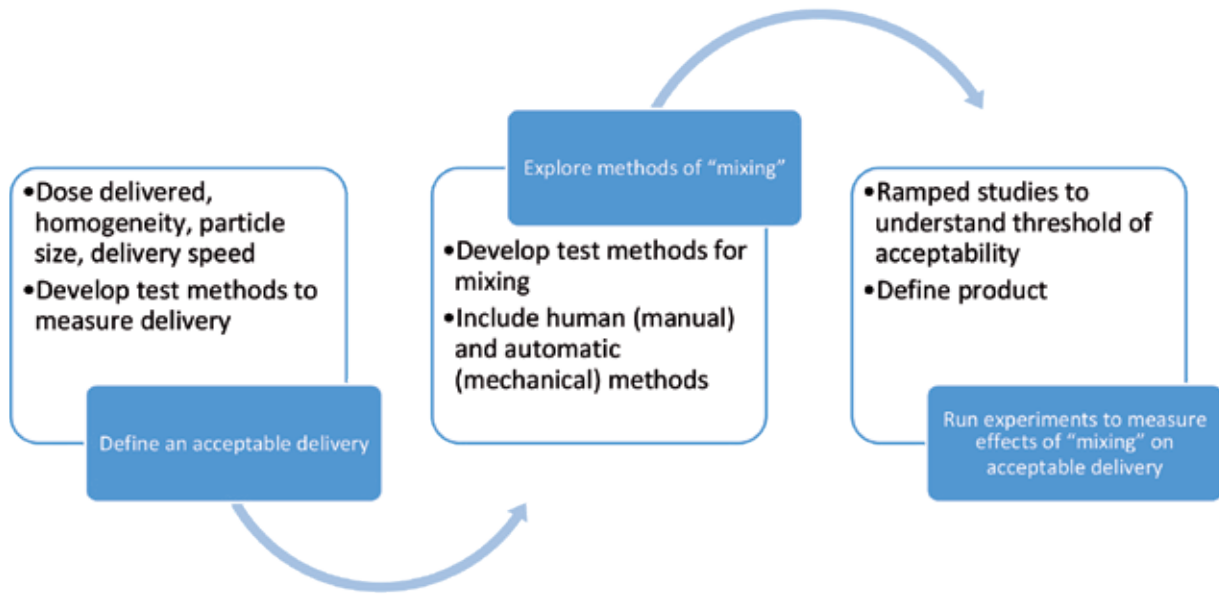 •Dose delivered,
homogeneity, particle
size, delivery speed
•Develop test methods to
measure delivery
Define an acceptable delivery
Explore methods of “mixing”
•Develop test methods for
mixing
•Include human (manual)
and automatic
(mechanical) methods
•Ramped studies to
understand threshold of
acceptability
•Define product
Run experiments to measure
effects of “mixing” on
acceptable delivery